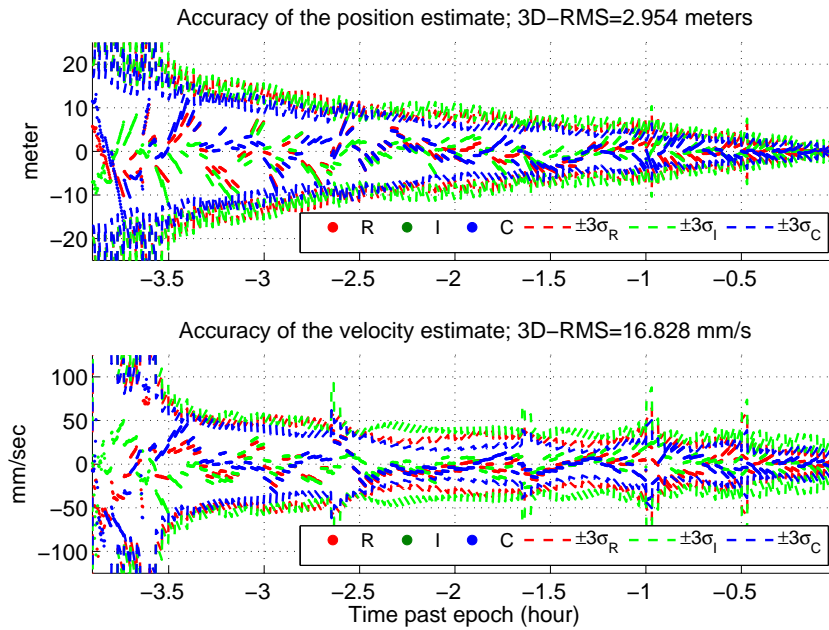 Accuracy of the position estimate; 3D−RMS=2.954 meters
20
10
0
−10
−20
meter
R I C ±3σR ±3σI ±3σC
−3.5 −3 −2.5 −2 −1.5 −1 −0.5
Accuracy of the velocity estimate; 3D−RMS=16.828 mm/s
100
50
0
−50
−100
mm/sec
R I C ±3σR ±3σI ±3σC
−3.5 −3 −2.5 −2 −1.5 −1 −0.5
Time past epoch (hour)